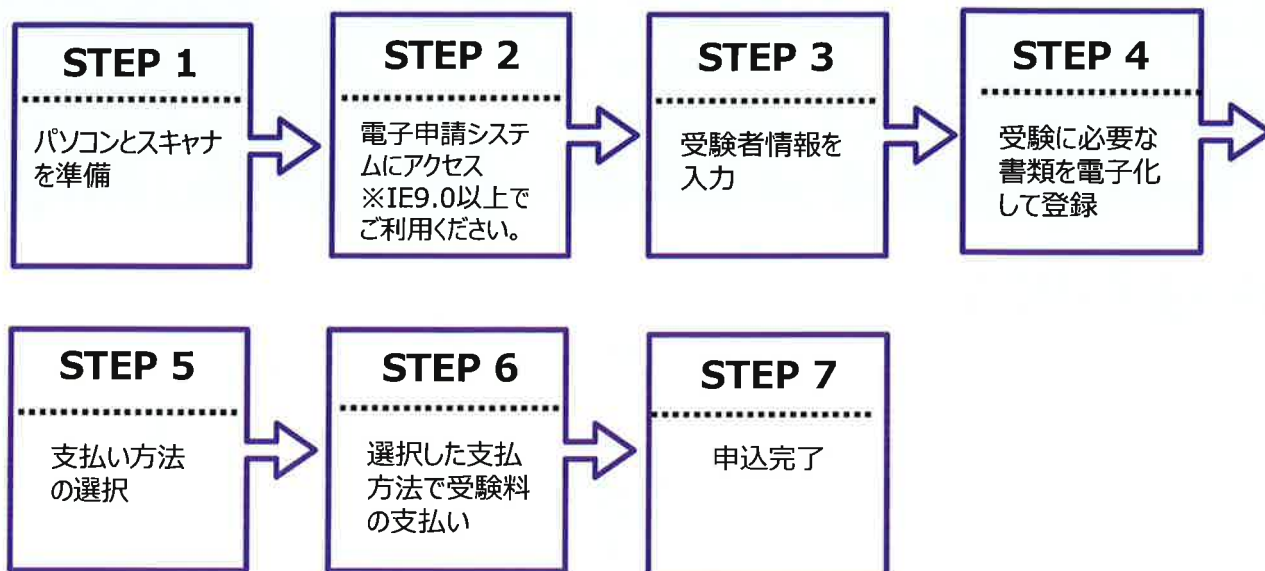 STEP 1
パソコンとスキャナ
を準備
STEP 2
電子申請システ
ムにアクセス
※IE9.0以上で
ご利用ください。
STEP 3
受験者情報を
入力
STEP 4
受験に必要な
書類を電子化
して登録
STEP 5
支払い方法
の選択
STEP 6
選択した支払
方法で受験料
の支払い
STEP 7
申込完了